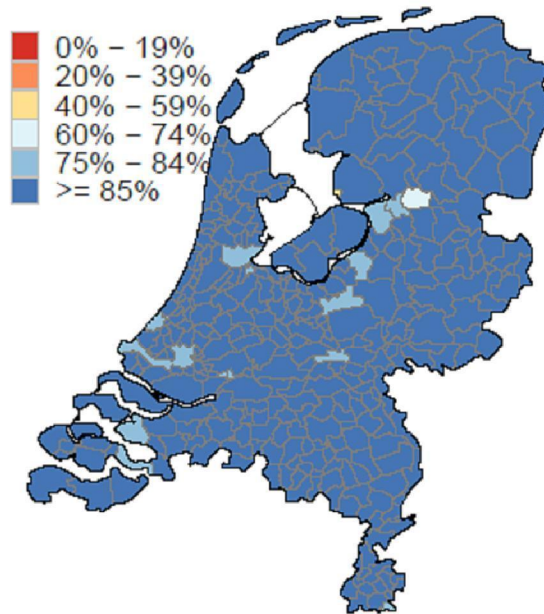 0% – 19%
20% – 39%
40% – 59%
60% – 74%
75% – 84%
>= 85%